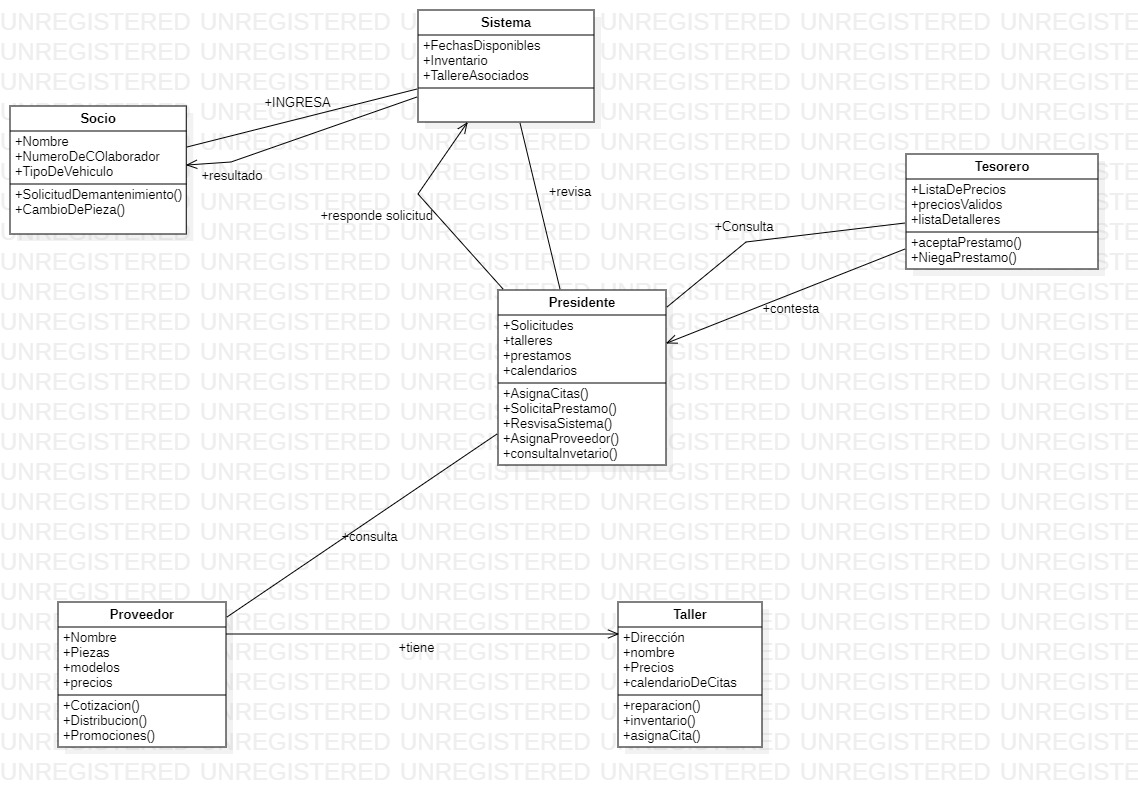 Sistema
+FechasDisponibles
+Inventario
+TallereAsociados
+INGRESA
Socio
+Nombre
+NumeroDeCOlaborador
+TipoDeVehiculo
+SolicitudDemantenimiento()
+CambioDePieza()
+resultado
+responde solicitud
+revisa
Tesorero
+ListaDePrecios
+preciosValidos
+listaDetalleres
+aceptaPrestamo()
+NiegaPrestamo()
+Consulta
+contesta
Presidente
+Solicitudes
+talleres
+prestamos
+calendarios
+AsignaCitas()
+SolicitaPrestamo()
+ResvisaSistema()
+AsignaProveedor()
+consultaInvetario()
+consulta
Proveedor
+Nombre
+Piezas
+modelos
+precios
+Cotizacion()
+Distribucion()
+Promociones()
+tiene
Taller
+Dirección
+nombre
+Precios
+calendarioDeCitas
+reparacion()
+inventario()
+asignaCita()
UNREGISTERED